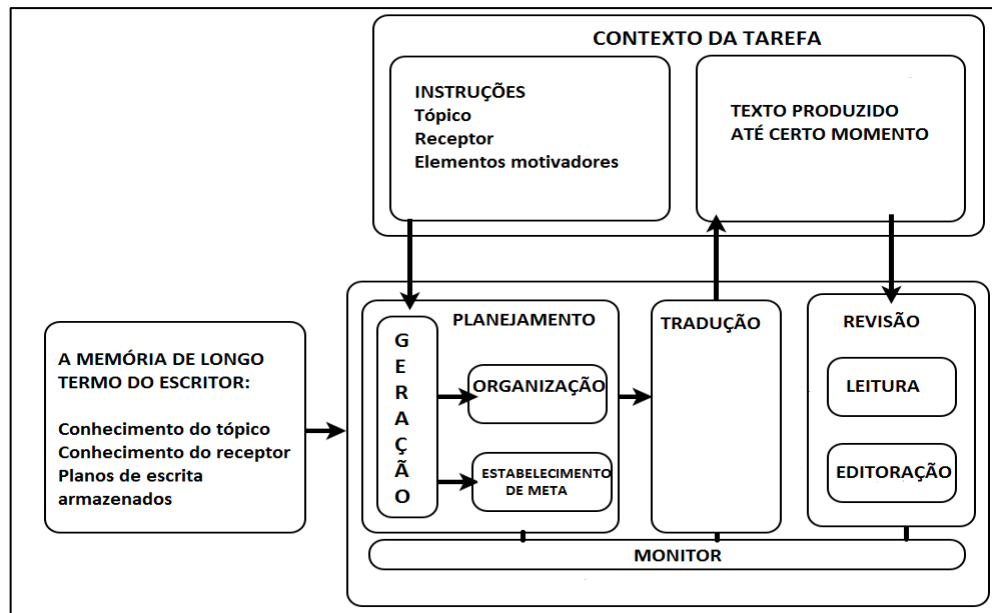 CONTEXTO DA TAREFA
INSTRUÇÕES
Tópico
Receptor
Elementos motivadores
TEXTO PRODUZIDO
ATÉ CERTO MOMENTO
A MEMÓRIA DE LONGO
TERMO DO ESCRITOR:
Conhecimento do tópico
Conhecimento do receptor
Planos de escrita
armazenados
PLANEJAMENTO
GERAÇÃO
ORGANIZAÇÃO
ESTABELECIMENTO
DE META
TRADUÇÃO
REVISÃO
LEITURA
EDITORAÇÃO
MONITOR